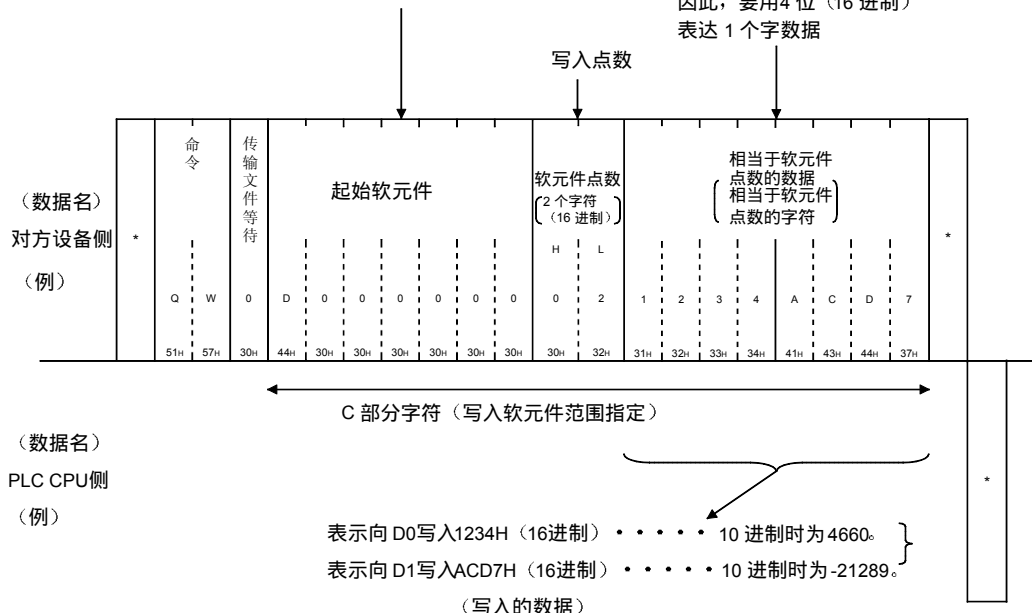 因此，要用4 位（16 进制）
表达 1 个字数据
写入点数
命令
传输文件等待
起始软元件
软元件点数
2 个字符
（16 进制）
相当于软元件
点数的数据
相当于软元件
点数的字符
（数据名）
对方设备侧
（例）
*
*
H L
Q W 0 D 0 0 0 0 0 0 0 2 1 2 3 4 A C D 7
51H 57H 30H 44H 30H 30H 30H 30H 30H 30H 30H 32H 31H 32H 33H 34H 41H 43H 44H 37H
C 部分字符（写入软元件范围指定）
（数据名）
PLC CPU侧
（例）
*
表示向 D0写入1234H（16进制）・・・・・10 进制时为4660。
表示向 D1写入ACD7H（16进制）・・・・・10 进制时为-21289。
（写入的数据）